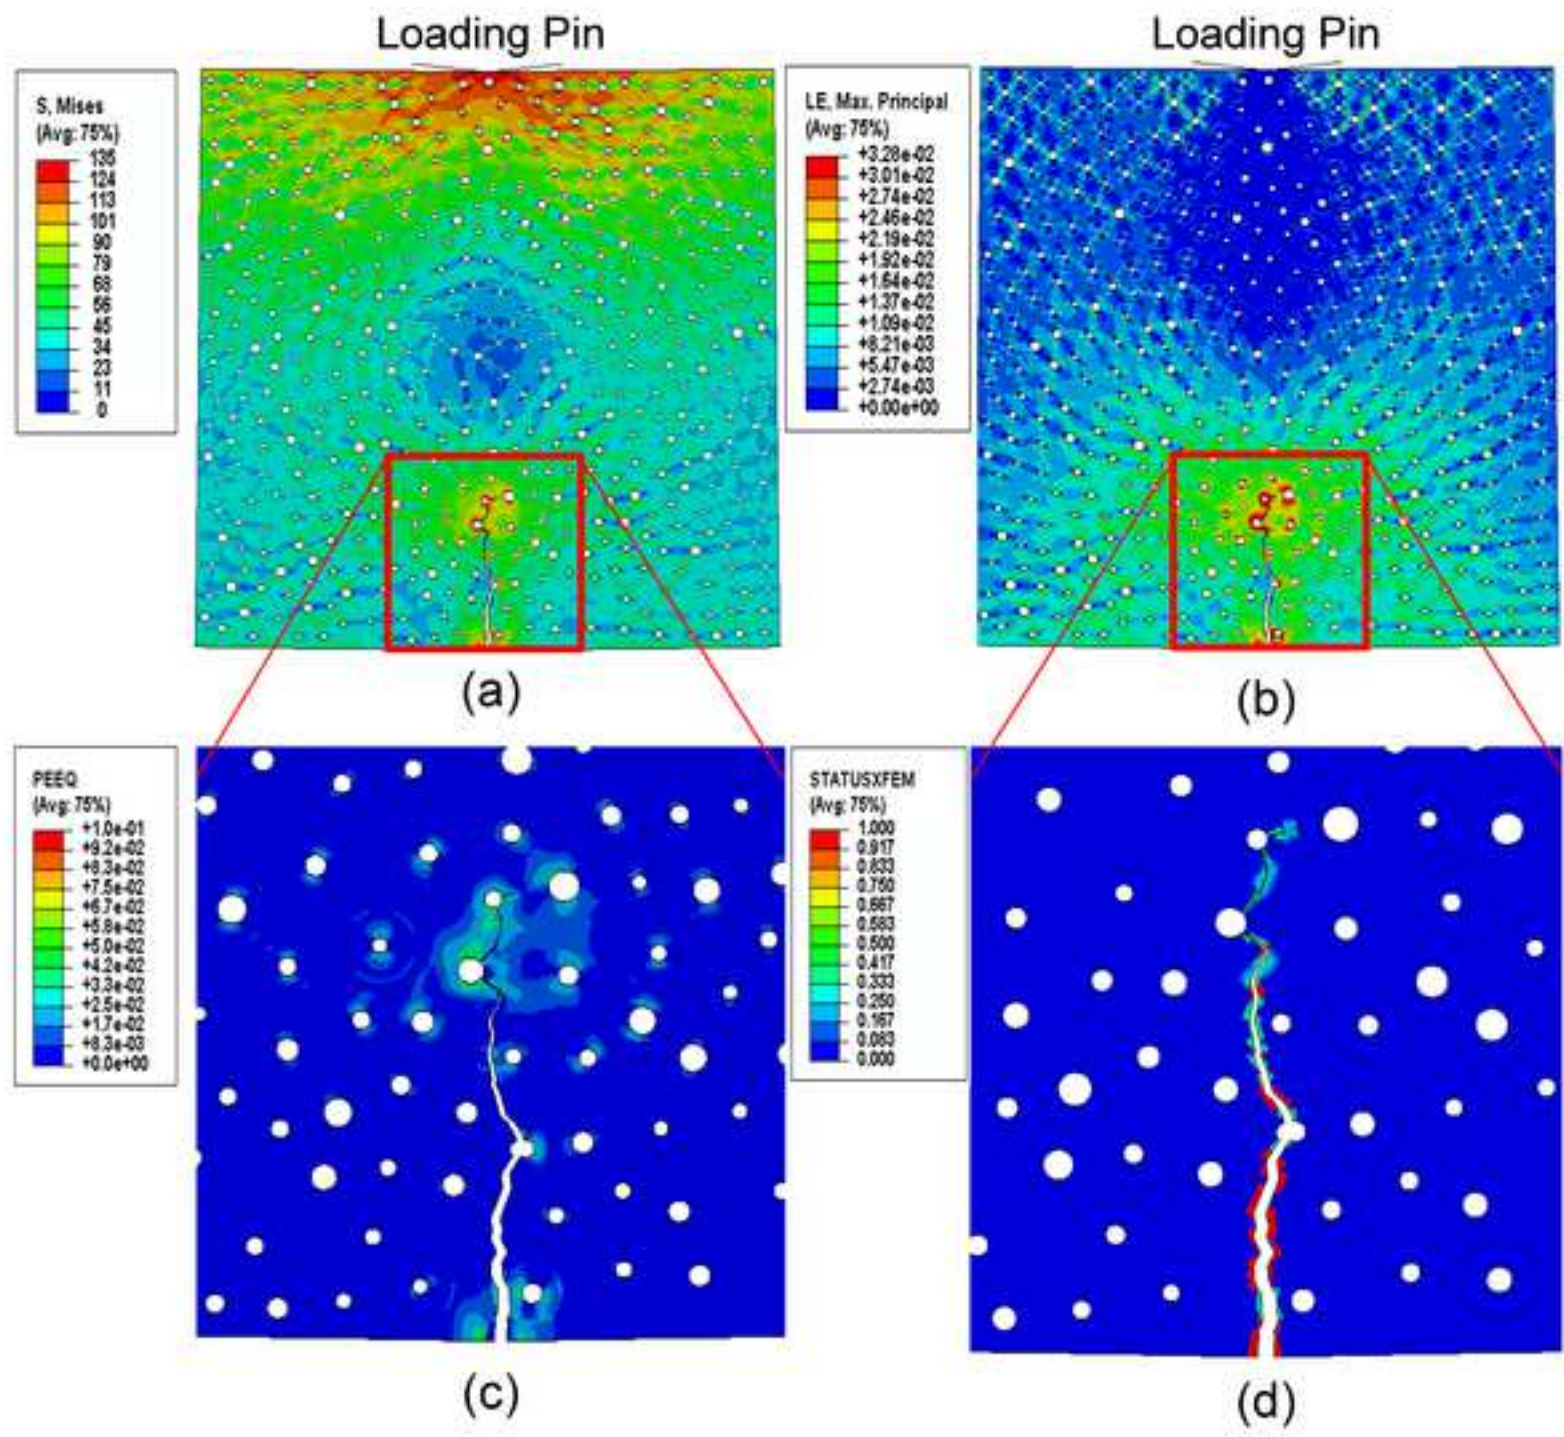 Loading Pin
Loading Pin
S, Mises
(Avg: 75%)
135
124
113
101
90
79
68
56
45
34
23
11
0
LE, Max. Principal
(Avg: 75%)
+3.28e-02
+3.01e-02
+2.74e-02
+2.46e-02
+2.19e-02
+1.92e-02
+1.64e-02
+1.37e-02
+1.09e-02
+8.21e-03
+5.47e-03
+2.74e-03
+0.00e+00
(a)
(b)
PEEQ
(Avg: 75%)
+1.0e-01
+9.2e-02
+8.3e-02
+7.5e-02
+6.7e-02
+5.8e-02
+5.0e-02
+4.2e-02
+3.3e-02
+2.5e-02
+1.7e-02
+8.3e-03
+0.0e+00
STATUSXFEM
(Avg: 75%)
1.000
0.917
0.833
0.750
0.667
0.583
0.500
0.417
0.333
0.250
0.167
0.083
0.000
(c)
(d)